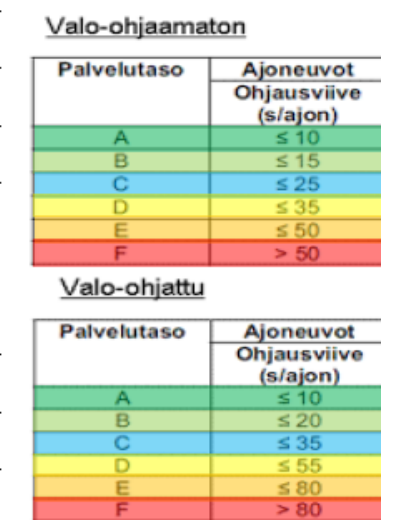 Valo-ohjaamaton
Palvelutaso Ajoneuvot
Ohjausviive
(s/ajon)
A ≤ 10
B ≤ 15
C ≤ 25
D ≤ 35
E ≤ 50
F > 50
Valo-ohjattu
Palvelutaso Ajoneuvot
Ohjausviive
(s/ajon)
A ≤ 10
B ≤ 20
C ≤ 35
D ≤ 55
E ≤ 80
F > 80